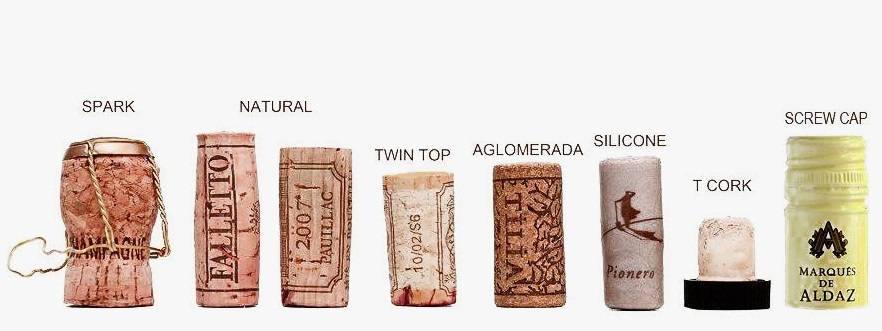 SPARK
NATURAL
TWIN TOP
AGLOMERADA
SILICONE
T CORK
SCREW CAP
FALLETTO
2007
PAUILLAC
10/02/S6
Pionero
MARQUÉS
DE
ALDAZ